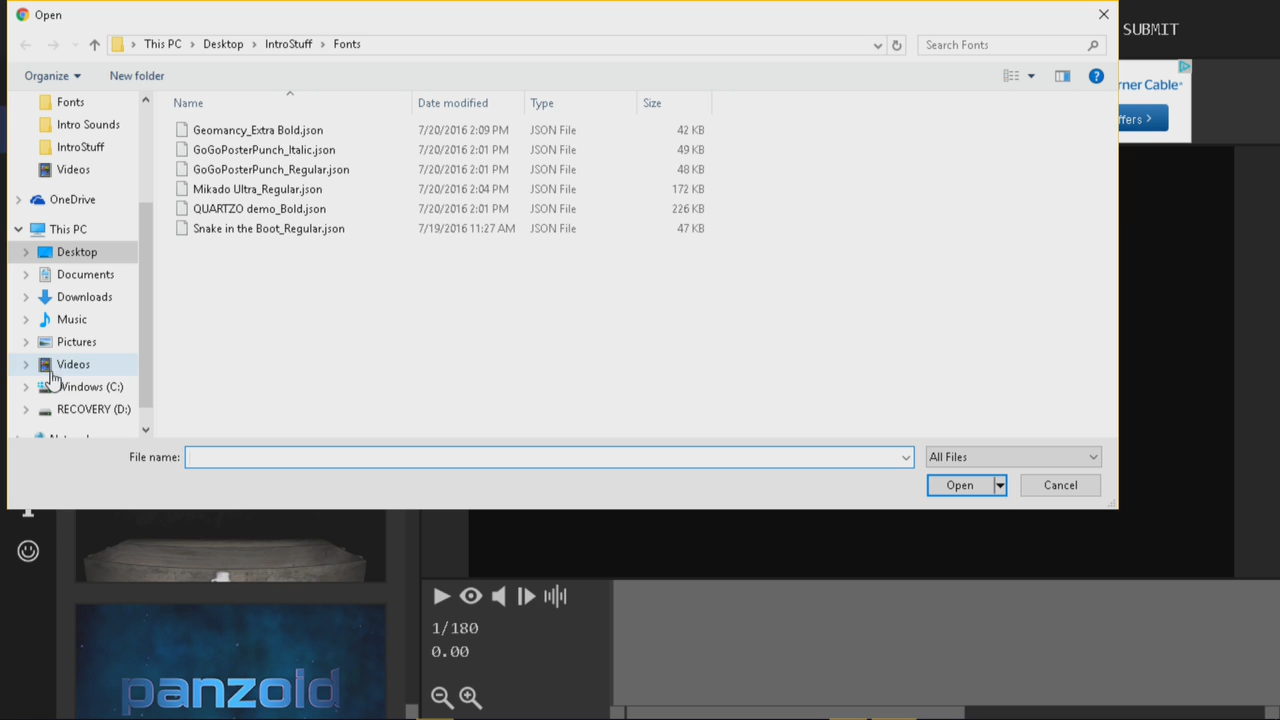 Open
SUBMIT
This PC Desktop IntroStuff Fonts
Search Fonts
Organize New folder
rner Cable
ffers >
Fonts
Intro Sounds
IntroStuff
Videos
OneDrive
This PC
Desktop
Documents
Downloads
Music
Pictures
Videos
Windows (C:)
RECOVERY (D:)
Name Date modified Type Size
Geomancy_Extra Bold.json 7/20/2016 2:09 PM JSON File 42 KB
GoGoPosterPunch_Italic.json 7/20/2016 2:01 PM JSON File 49 KB
GoGoPosterPunch_Regular.json 7/20/2016 2:01 PM JSON File 48 KB
Mikado Ultra_Regular.json 7/20/2016 2:04 PM JSON File 172 KB
QUARTZO demo_Bold.json 7/20/2016 2:01 PM JSON File 226 KB
Snake in the Boot_Regular.json 7/19/2016 11:27 AM JSON File 47 KB
File name:
All Files
Open Cancel
1/180
0.00
panzoid